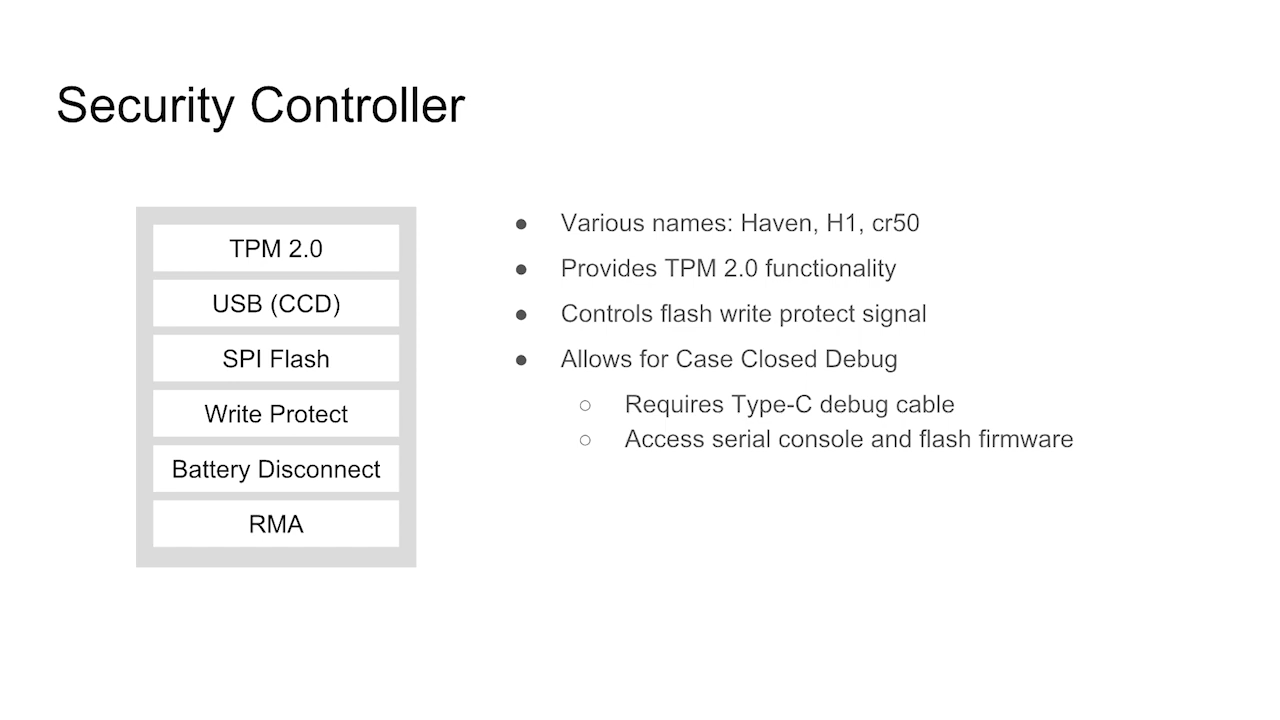 Security Controller
TPM 2.0
USB (CCD)
SPI Flash
Write Protect
Battery Disconnect
RMA
● Various names: Haven, H1, cr50
● Provides TPM 2.0 functionality
● Controls flash write protect signal
● Allows for Case Closed Debug
○ Requires Type-C debug cable
○ Access serial console and flash firmware